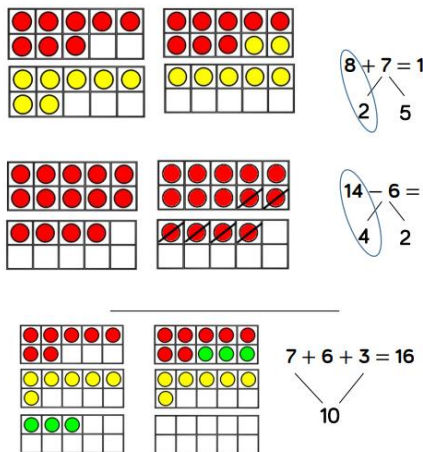 8 + 7 = 1
2 5
14 − 6 =
4 2
7 + 6 + 3 = 16
10